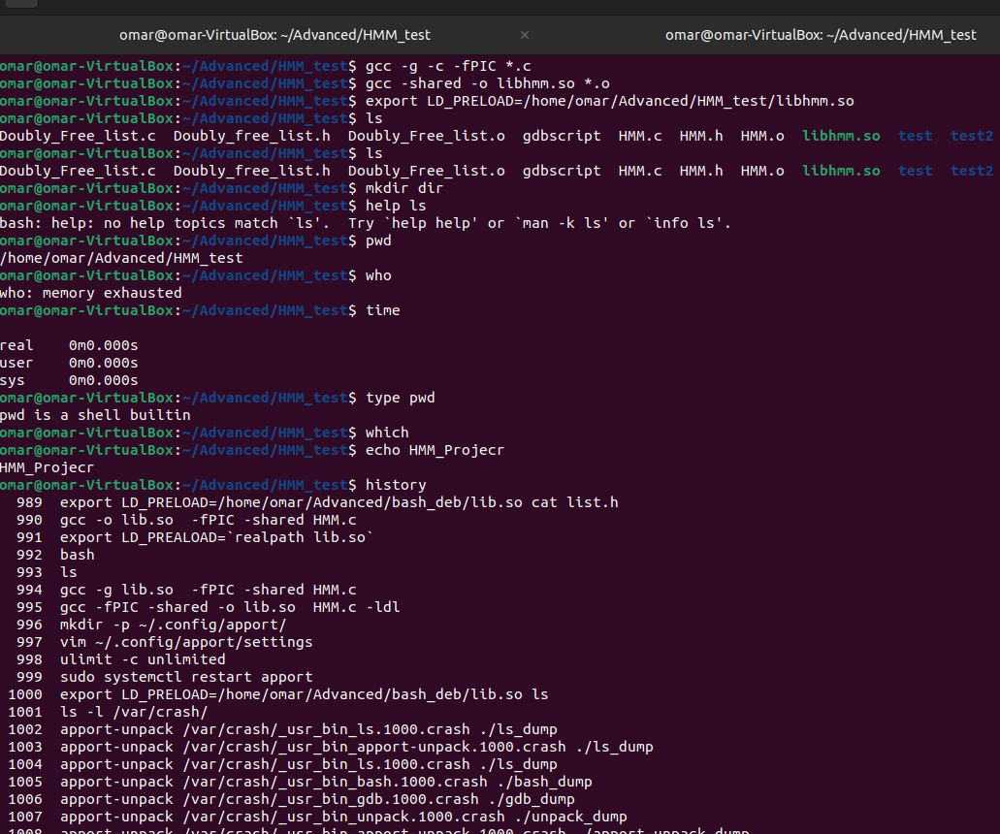 omar@omar-VirtualBox: ~/Advanced/HMM_test × omar@omar-VirtualBox: ~/Advanced/HMM_test
omar@omar-VirtualBox:~/Advanced/HMM_test$ gcc -g -c -fPIC *.c
omar@omar-VirtualBox:~/Advanced/HMM_test$ gcc -shared -o libhmm.so *.o
omar@omar-VirtualBox:~/Advanced/HMM_test$ export LD_PRELOAD=/home/omar/Advanced/HMM_test/libhmm.so
omar@omar-VirtualBox:~/Advanced/HMM_test$ ls
Doubly_Free_list.c  Doubly_free_list.h  Doubly_Free_list.o  gdbscript  HMM.c  HMM.h  HMM.o  libhmm.so  test  test2
omar@omar-VirtualBox:~/Advanced/HMM_test$ ls
Doubly_Free_list.c  Doubly_free_list.h  Doubly_Free_list.o  gdbscript  HMM.c  HMM.h  HMM.o  libhmm.so  test  test2
omar@omar-VirtualBox:~/Advanced/HMM_test$ mkdir dir
omar@omar-VirtualBox:~/Advanced/HMM_test$ help ls
bash: help: no help topics match `ls'.  Try `help help' or `man -k ls' or `info ls'.
omar@omar-VirtualBox:~/Advanced/HMM_test$ pwd
/home/omar/Advanced/HMM_test
omar@omar-VirtualBox:~/Advanced/HMM_test$ who
who: memory exhausted
omar@omar-VirtualBox:~/Advanced/HMM_test$ time
real    0m0.000s
user    0m0.000s
sys     0m0.000s
omar@omar-VirtualBox:~/Advanced/HMM_test$ type pwd
pwd is a shell builtin
omar@omar-VirtualBox:~/Advanced/HMM_test$ which
omar@omar-VirtualBox:~/Advanced/HMM_test$ echo HMM_Projecr
HMM_Projecr
omar@omar-VirtualBox:~/Advanced/HMM_test$ history
989  export LD_PRELOAD=/home/omar/Advanced/bash_deb/lib.so cat list.h
990  gcc -o lib.so  -fPIC -shared HMM.c
991  export LD_PREALOAD=`realpath lib.so`
992  bash
993  ls
994  gcc -g lib.so  -fPIC -shared HMM.c
995  gcc -fPIC -shared -o lib.so  HMM.c -ldl
996  mkdir -p ~/.config/apport/
997  vim ~/.config/apport/settings
998  ulimit -c unlimited
999  sudo systemctl restart apport
1000  export LD_PRELOAD=/home/omar/Advanced/bash_deb/lib.so ls
1001  ls -l /var/crash/
1002  apport-unpack /var/crash/_usr_bin_ls.1000.crash ./ls_dump
1003  apport-unpack /var/crash/_usr_bin_apport-unpack.1000.crash ./ls_dump
1004  apport-unpack /var/crash/_usr_bin_ls.1000.crash ./ls_dump
1005  apport-unpack /var/crash/_usr_bin_bash.1000.crash ./bash_dump
1006  apport-unpack /var/crash/_usr_bin_gdb.1000.crash ./gdb_dump
1007  apport-unpack /var/crash/_usr_bin_unpack.1000.crash ./unpack_dump
1008  apport-unpack /var/crash/_usr_bin_apport-unpack.1000.crash ./apport-unpack_dump